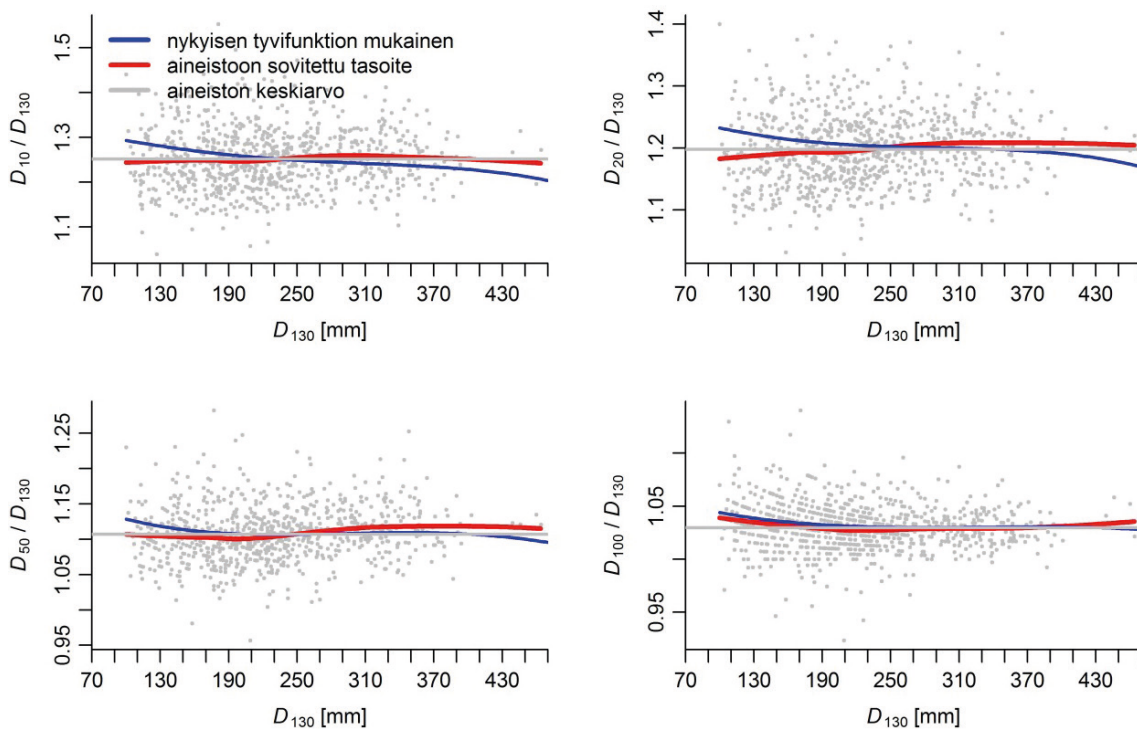 nykyisen tyvifunktion mukainen
aineistoon sovitettu tasoite
aineiston keskiarvo
D10 / D130
1.1 1.3 1.5
70 130 190 250 310 370 430
D130 [mm]
D20 / D130
1.1 1.2 1.3 1.4
70 130 190 250 310 370 430
D130 [mm]
D50 / D130
0.95 1.05 1.15 1.25
70 130 190 250 310 370 430
D130 [mm]
D100 / D130
0.95 1.05
70 130 190 250 310 370 430
D130 [mm]